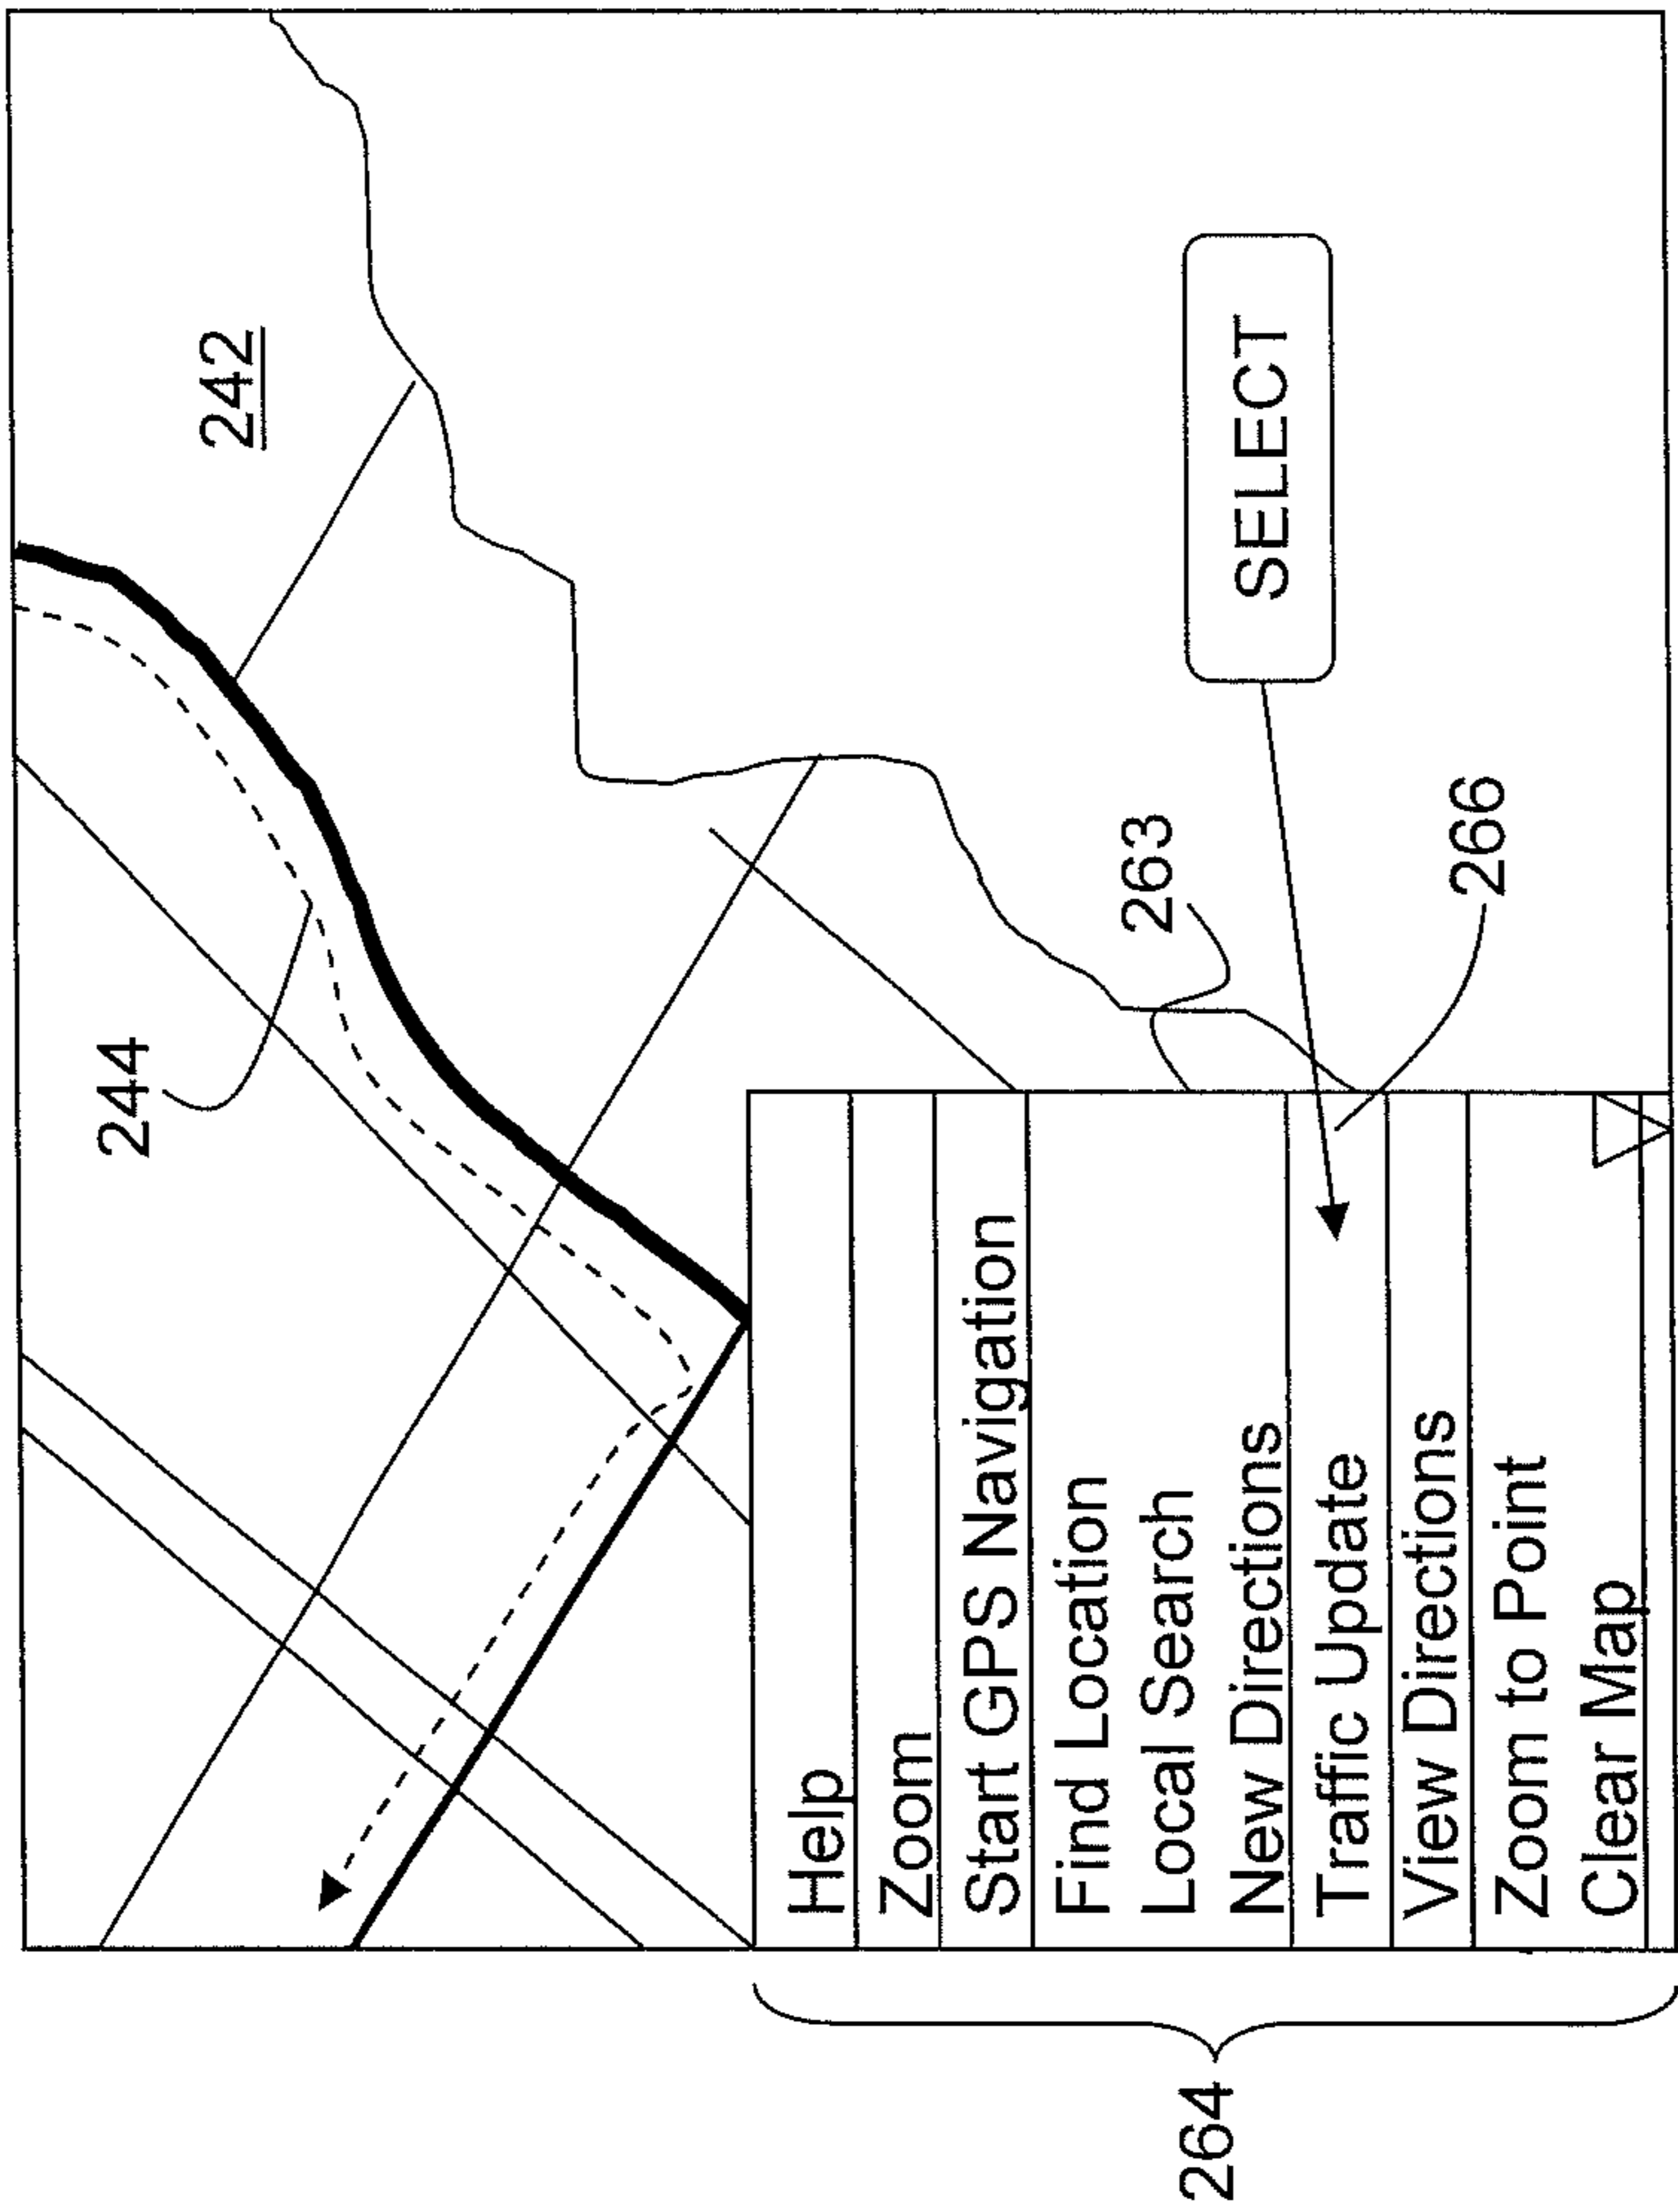 242
244
263
SELECT
266
264
Help
Zoom
Start GPS Navigation
Find Location
Local Search
New Directions
Traffic Update
View Directions
Zoom to Point
Clear Map